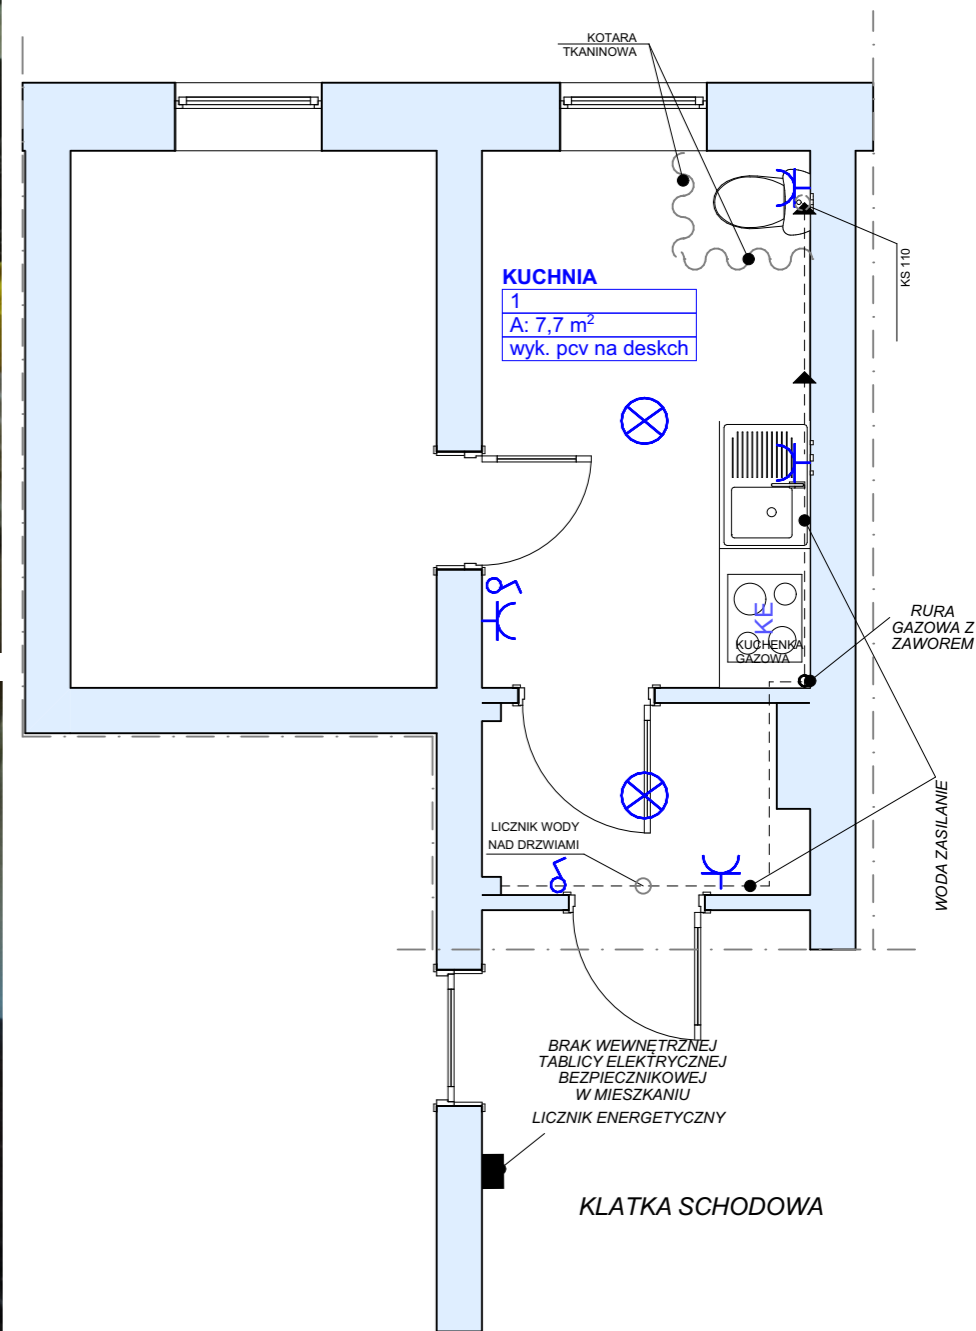 KOTARA
TKANINOWA
KS 110
KUCHNIA
1
A: 7,7 m²
wyk. pcv na deskch
KE
KUCHENKA
GAZOWA
RURA
GAZOWA Z
ZAWOREM
WODA ZASILANIE
LICZNIK WODY
NAD DRZWIAMI
BRAK WEWNĘTRZNEJ
TABLICY ELEKTRYCZNEJ
BEZPIECZNIKOWEJ
W MIESZKANIU
LICZNIK ENERGETYCZNY
KLATKA SCHODOWA